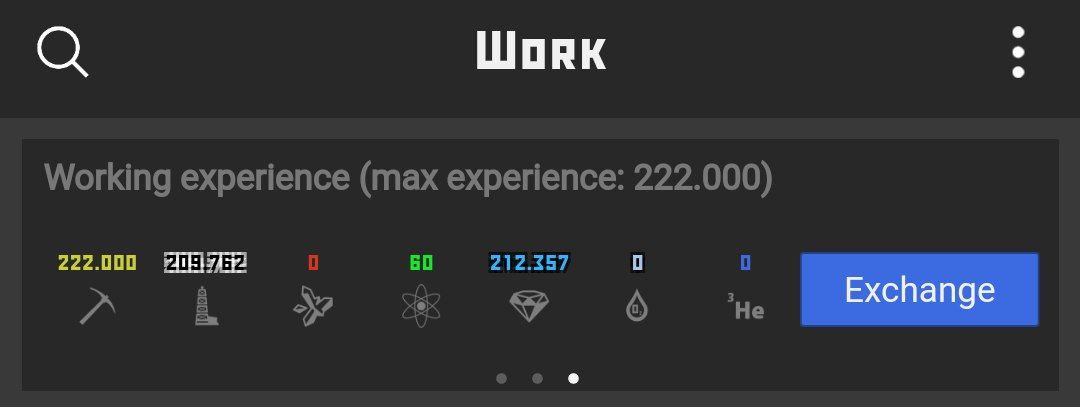 Work
Working experience (max experience: 222.000)
222.000 209.762 0 60 212.357 0 0
³He
Exchange